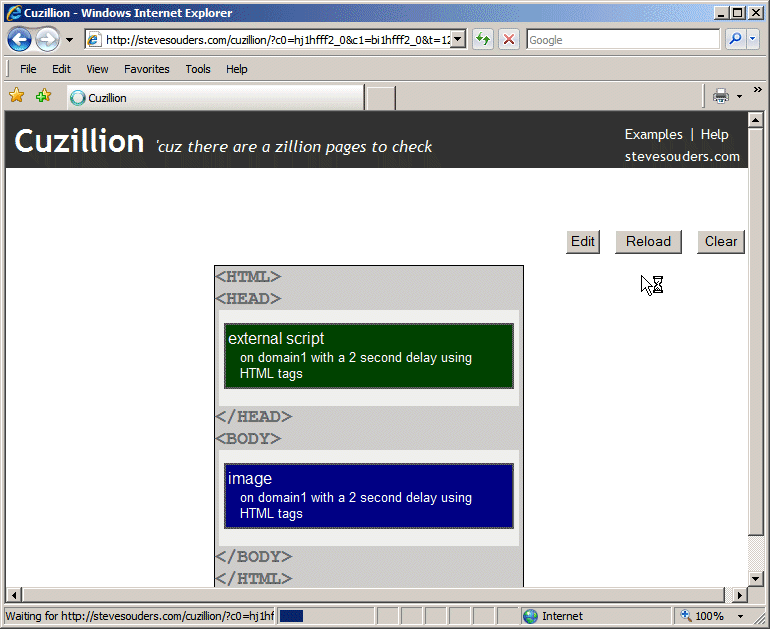 Cuzillion - Windows Internet Explorer
http://stevesouders.com/cuzillion/?c0=hj1hfff2_0&c1=bi1hfff2_0&t=12
Google
File Edit View Favorites Tools Help
Cuzillion
Cuzillion 'cuz there are a zillion pages to check
Examples | Help
stevesouders.com
Edit Reload Clear
<HTML>
<HEAD>
external script
on domain1 with a 2 second delay using
HTML tags
</HEAD>
<BODY>
image
on domain1 with a 2 second delay using
HTML tags
</BODY>
</HTML>
Waiting for http://stevesouders.com/cuzillion/?c0=hj1hf Internet 100%